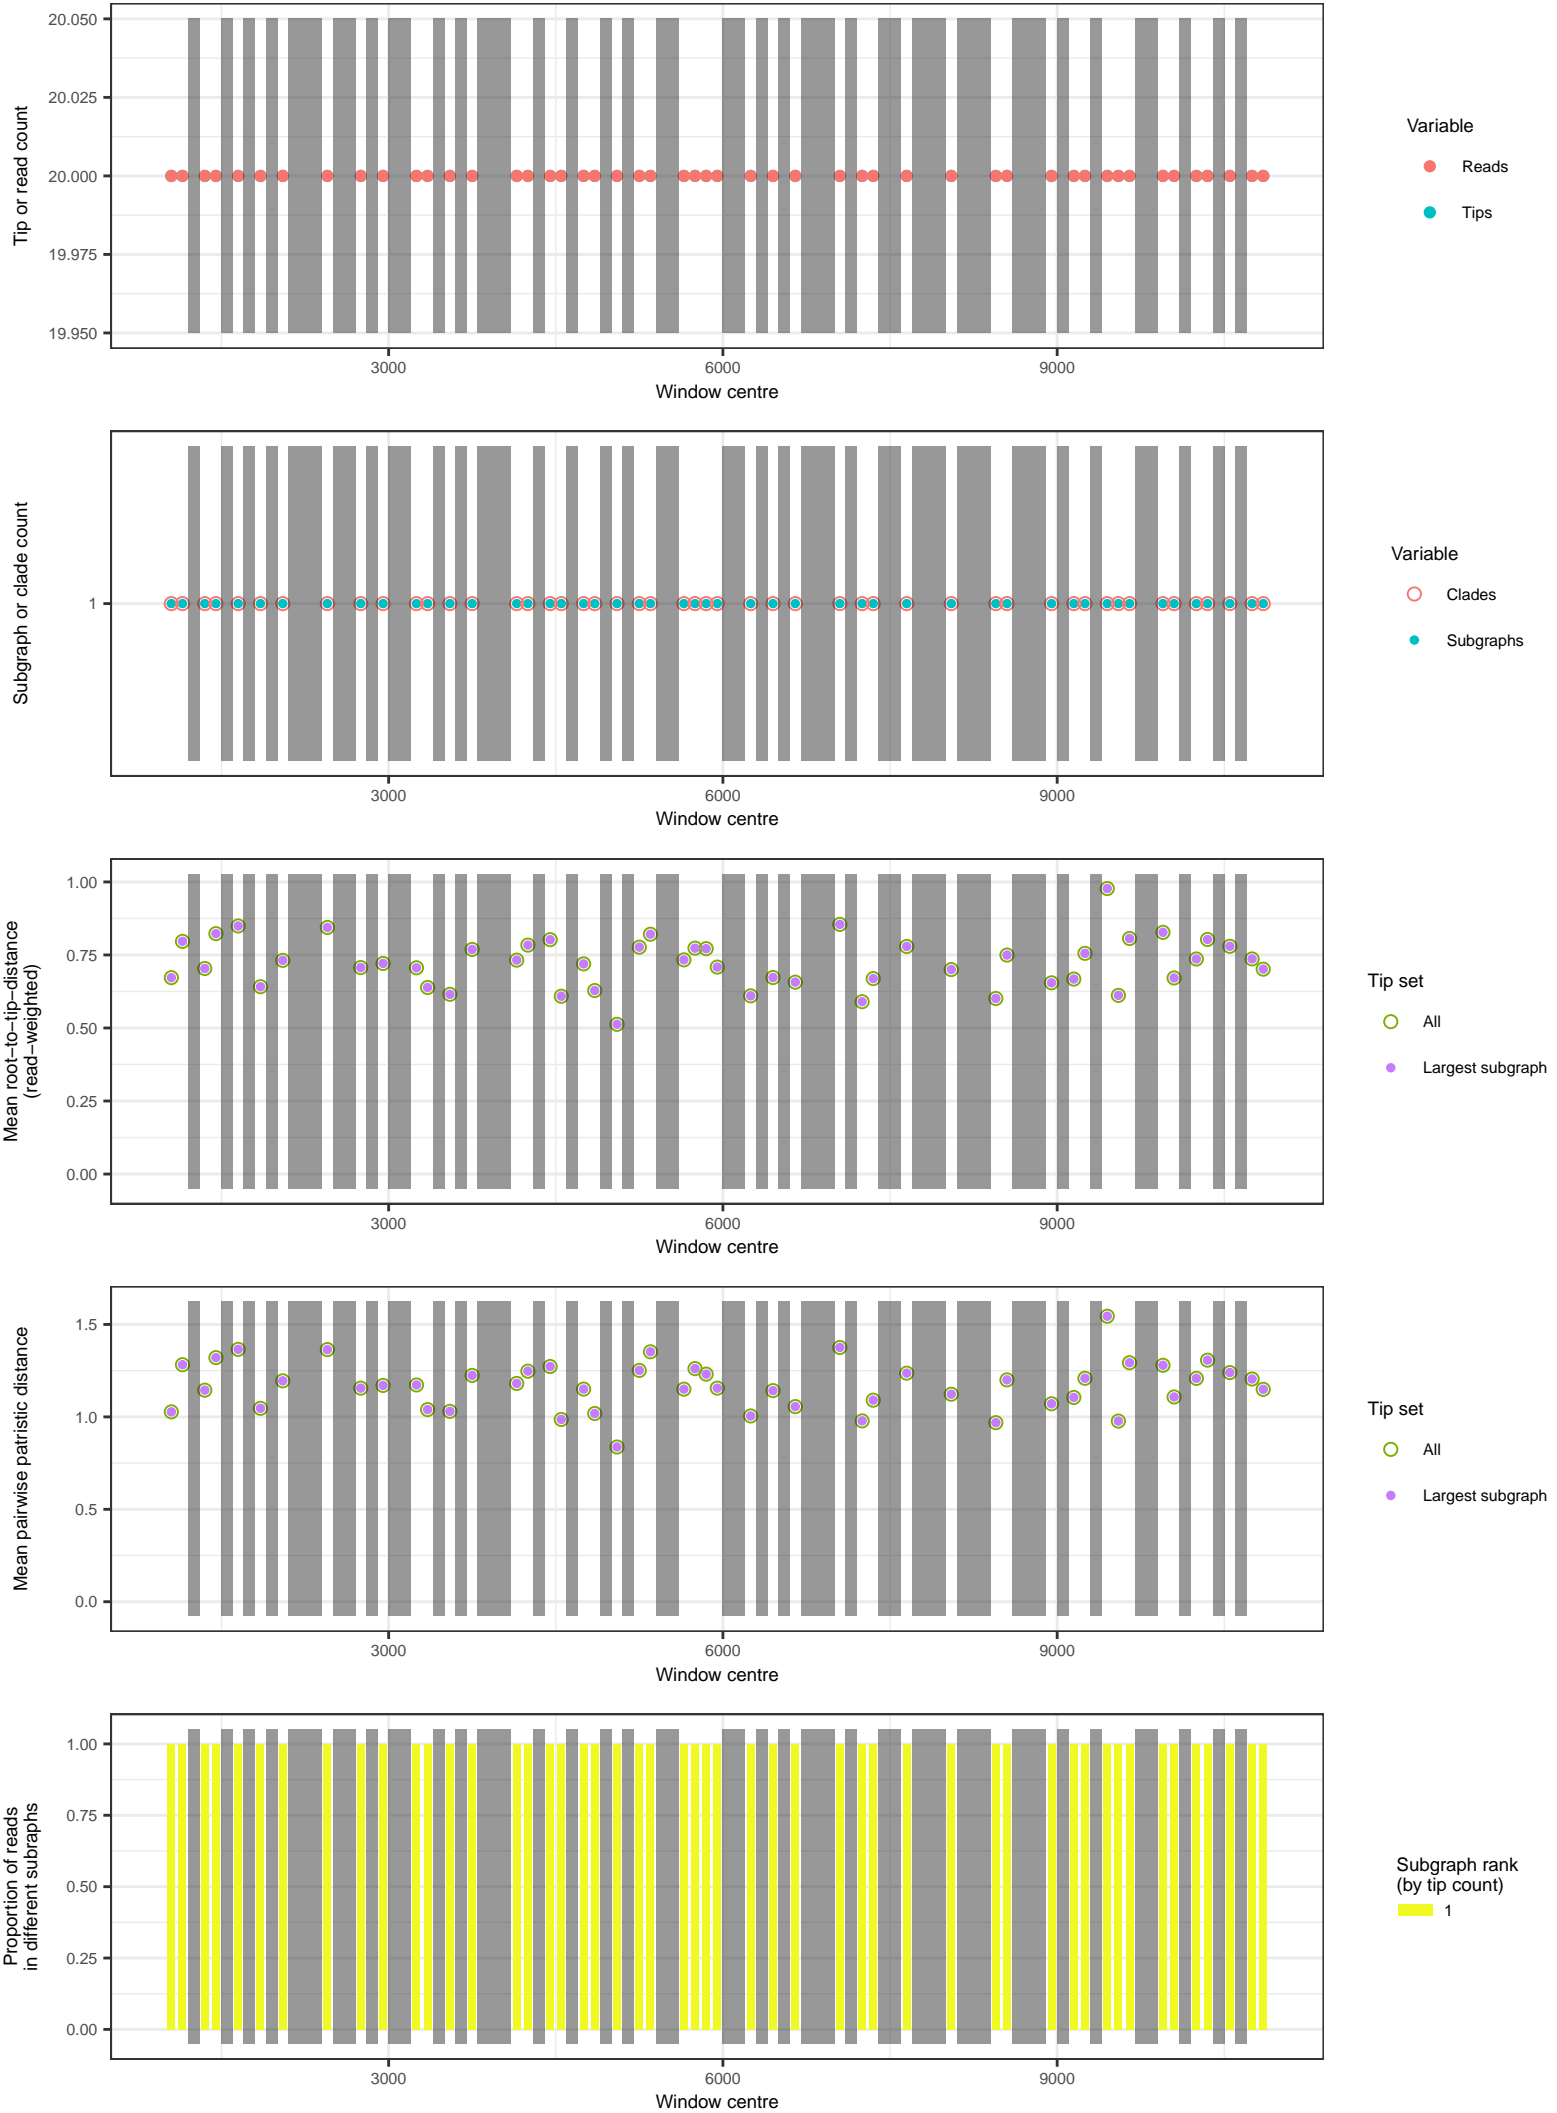 20.050
20.025
20.000
19.975
19.950
Tip or read count
3000
6000
9000
Window centre
Variable
Reads
Tips
1
Subgraph or clade count
3000
6000
9000
Window centre
Variable
Clades
Subgraphs
1.00
0.75
0.50
0.25
0.00
Mean root−to−tip−distance
(read−weighted)
3000
6000
9000
Window centre
Tip set
All
Largest subgraph
1.5
1.0
0.5
0.0
Mean pairwise patristic distance
3000
6000
9000
Window centre
Tip set
All
Largest subgraph
1.00
0.75
0.50
0.25
0.00
Proportion of reads
in different subraphs
3000
6000
9000
Window centre
Subgraph rank
(by tip count)
1